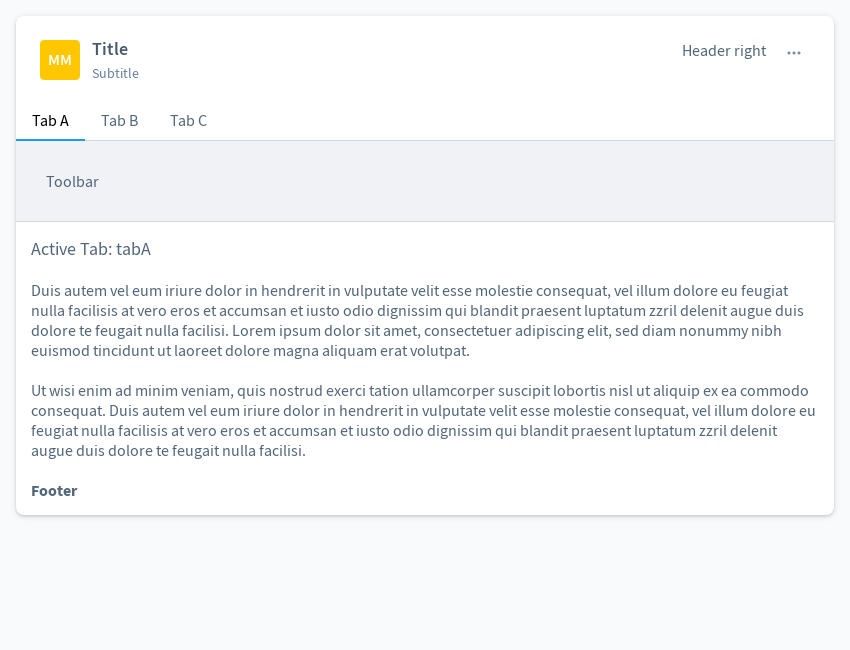 MM
Title
Subtitle
Header right
Tab A
Tab B
Tab C
Toolbar
Active Tab: tabA
Duis autem vel eum iriure dolor in hendrerit in vulputate velit esse molestie consequat, vel illum dolore eu feugiat
nulla facilisis at vero eros et accumsan et iusto odio dignissim qui blandit praesent luptatum zzril delenit augue duis
dolore te feugait nulla facilisi. Lorem ipsum dolor sit amet, consectetuer adipiscing elit, sed diam nonummy nibh
euismod tincidunt ut laoreet dolore magna aliquam erat volutpat.
Ut wisi enim ad minim veniam, quis nostrud exerci tation ullamcorper suscipit lobortis nisl ut aliquip ex ea commodo
consequat. Duis autem vel eum iriure dolor in hendrerit in vulputate velit esse molestie consequat, vel illum dolore eu
feugiat nulla facilisis at vero eros et accumsan et iusto odio dignissim qui blandit praesent luptatum zzril delenit
augue duis dolore te feugait nulla facilisi.
Footer